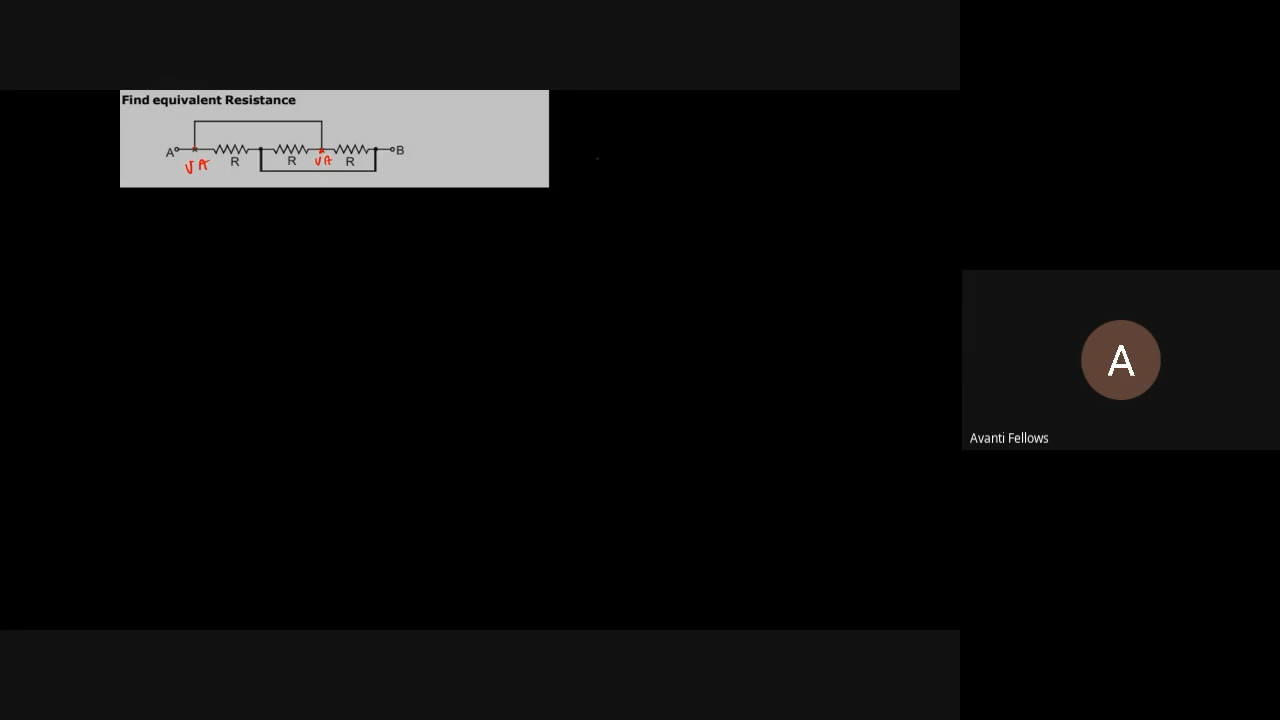 Find equivalent Resistance
A R R R B
VA VA
A
Avanti Fellows